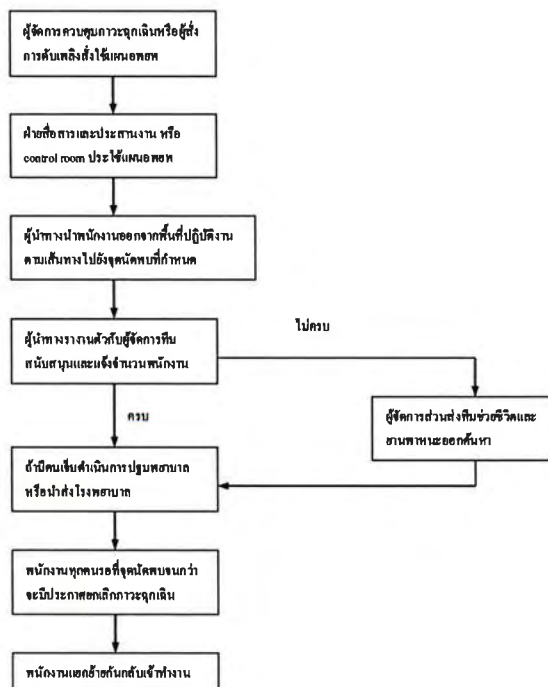 ผู้จัดการควบคุมภาวะฉุกเฉินหรือผู้สั่ง
การดับเพลิงสั่งใช้แผนอพยพ
ฝ่ายสื่อสารและประสานงาน หรือ
control room ประใช้แผนอพยพ
ผู้นำทางนำพนักงานออกจากพื้นที่ปฏิบัติงาน
ตามเส้นทางไปยังจุดนัดพบที่กำหนด
ผู้นำทางรางานตัวกับผู้จัดการทีม
สนับสนุนและแจ้งจำนวนพนักงาน
ไม่ครบ
ครบ
ผู้จัดการส่วนส่งทีมช่วยชีวิตและ
ยานพาหนะออกค้นหา
ถ้ามีคนเจ็บดำเนินการปฐมพยาบาล
หรือนำส่งโรงพยาบาล
พนักงานทุกคนรอที่จุดนัดพบจนกว่า
จะมีประกาศยกเลิกภาวะฉุกเฉิน
พนักงานแยกย้ายกันกลับเข้าทำงาน